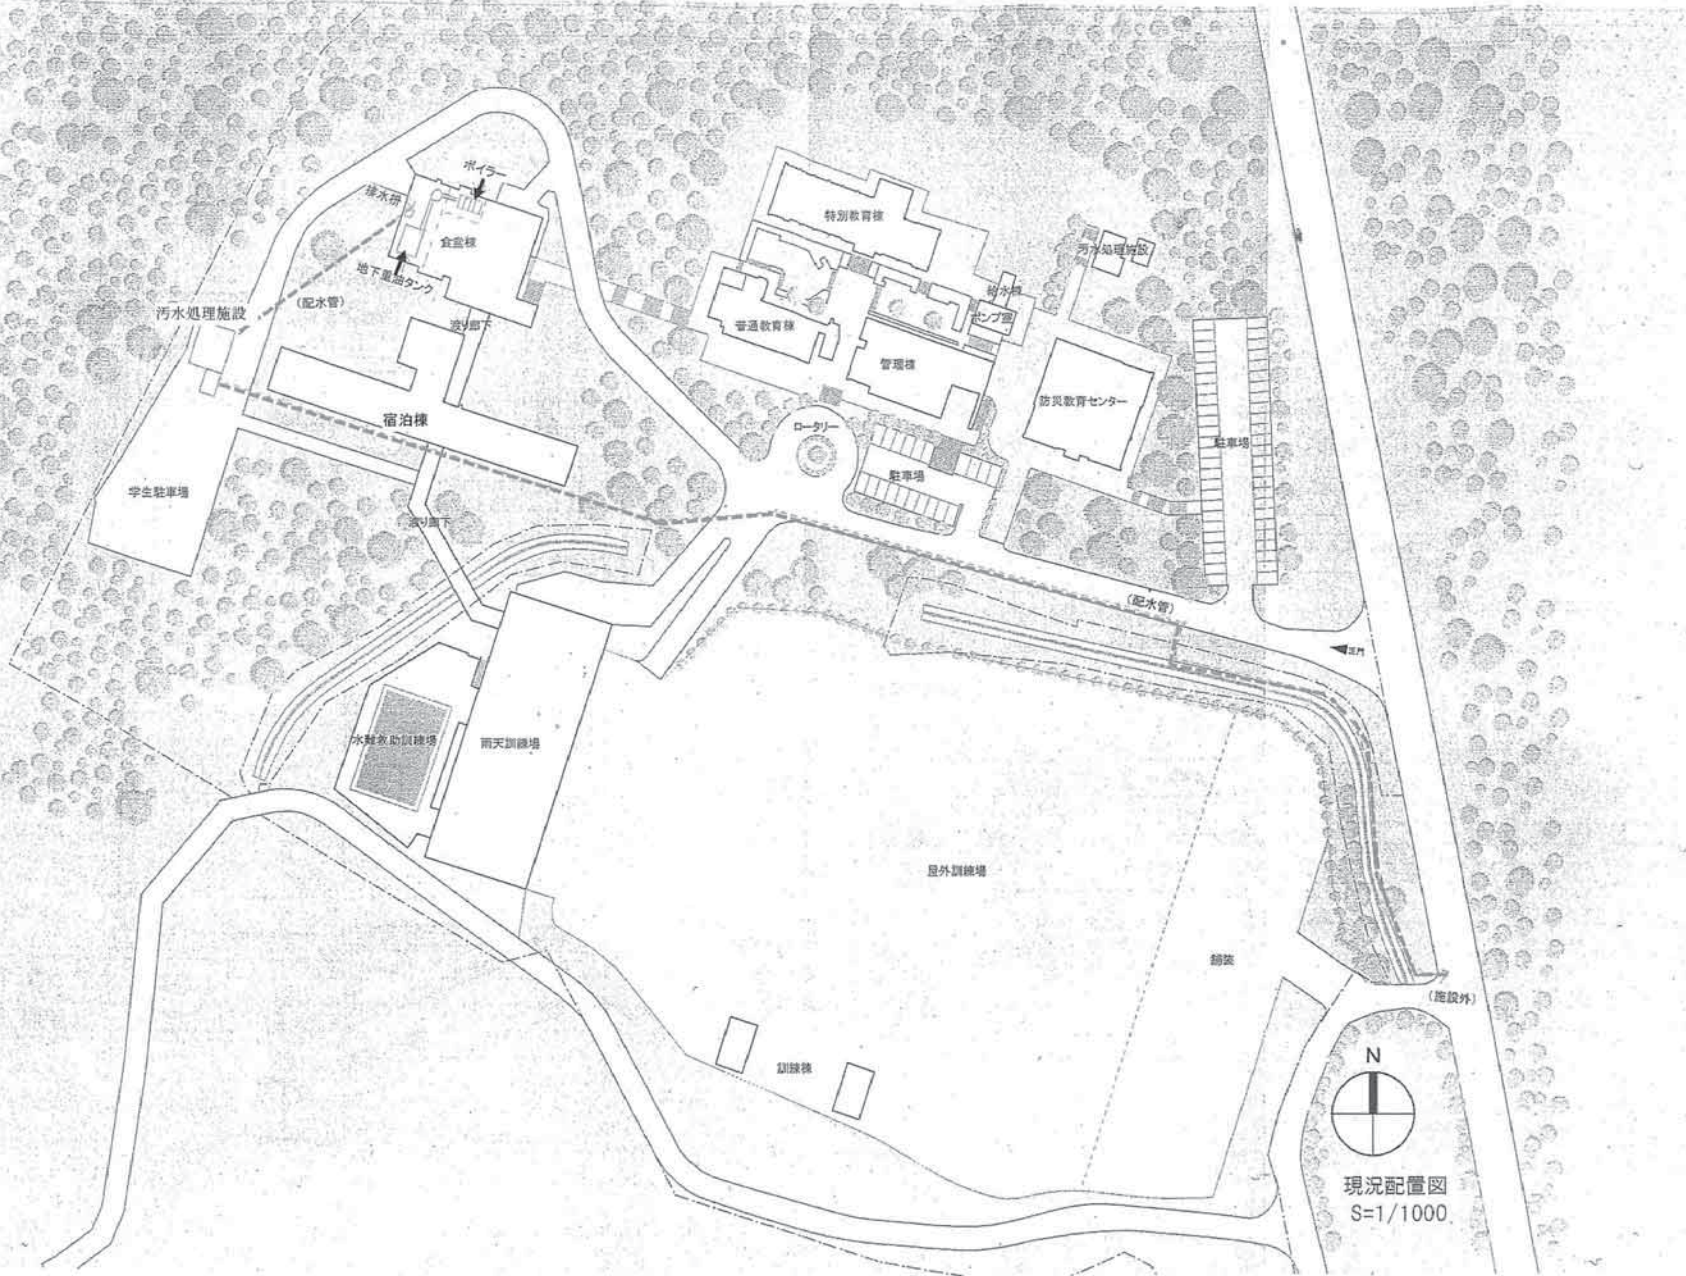 ボイラー
排水桝
食堂棟
地下重油タンク
(配水管)
汚水処理施設
渡り廊下
宿泊棟
学生駐車場
渡り廊下
特別教育棟
汚水処理施設
給水棟
ポンプ室
普通教育棟
管理棟
防災教育センター
ロータリー
駐車場
駐車場
(配水管)
正門
水難救助訓練場
雨天訓練場
屋外訓練場
舗装
(施設外)
訓練棟
N
現況配置図
S=1/1000